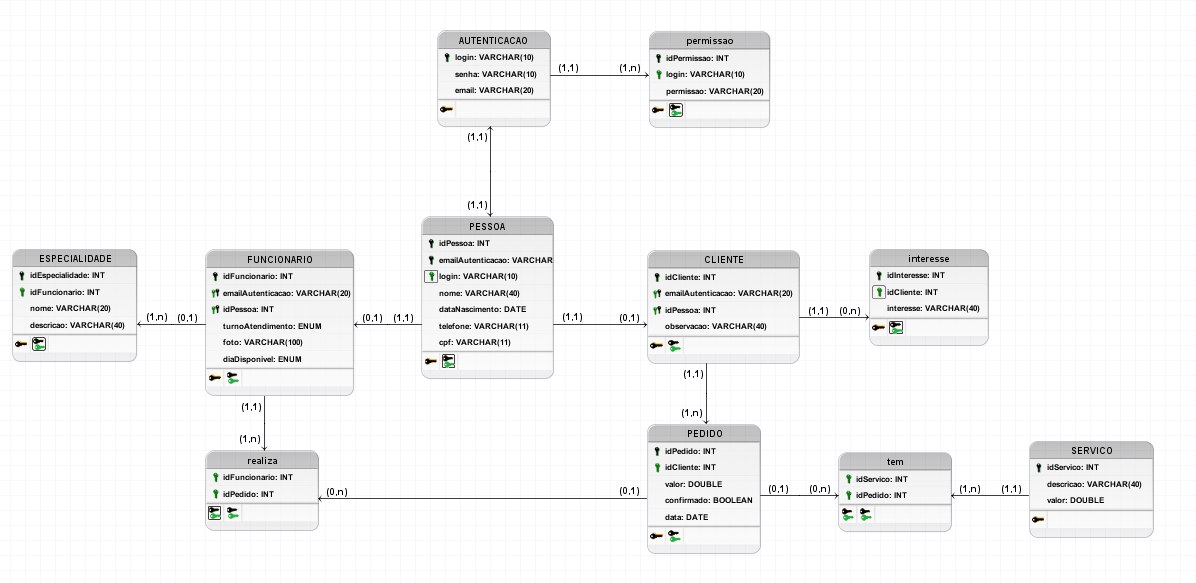 AUTENTICACAO
login: VARCHAR(10)
senha: VARCHAR(10)
email: VARCHAR(20)
(1,1)
(1,n)
permissao
idPermissao: INT
login: VARCHAR(10)
permissao: VARCHAR(20)
(1,1)
(1,1)
PESSOA
idPessoa: INT
emailAutenticacao: VARCHAR
login: VARCHAR(10)
nome: VARCHAR(40)
dataNascimento: DATE
telefone: VARCHAR(11)
cpf: VARCHAR(11)
ESPECIALIDADE
idEspecialidade: INT
idFuncionario: INT
nome: VARCHAR(20)
descricao: VARCHAR(40)
(1,n)
(0,1)
FUNCIONARIO
idFuncionario: INT
emailAutenticacao: VARCHAR(20)
idPessoa: INT
turnoAtendimento: ENUM
foto: VARCHAR(100)
diaDisponivel: ENUM
(0,1)
(1,1)
(1,1)
(0,1)
CLIENTE
idCliente: INT
emailAutenticacao: VARCHAR(20)
idPessoa: INT
observacao: VARCHAR(40)
(1,1)
(0,n)
interesse
idInteresse: INT
idCliente: INT
interesse: VARCHAR(40)
(1,1)
(1,n)
(1,1)
(1,n)
realiza
idFuncionario: INT
idPedido: INT
(0,n)
(0,1)
PEDIDO
idPedido: INT
idCliente: INT
valor: DOUBLE
confirmado: BOOLEAN
data: DATE
(0,1)
(0,n)
tem
idServico: INT
idPedido: INT
(1,n)
(1,1)
SERVICO
idServico: INT
descricao: VARCHAR(40)
valor: DOUBLE